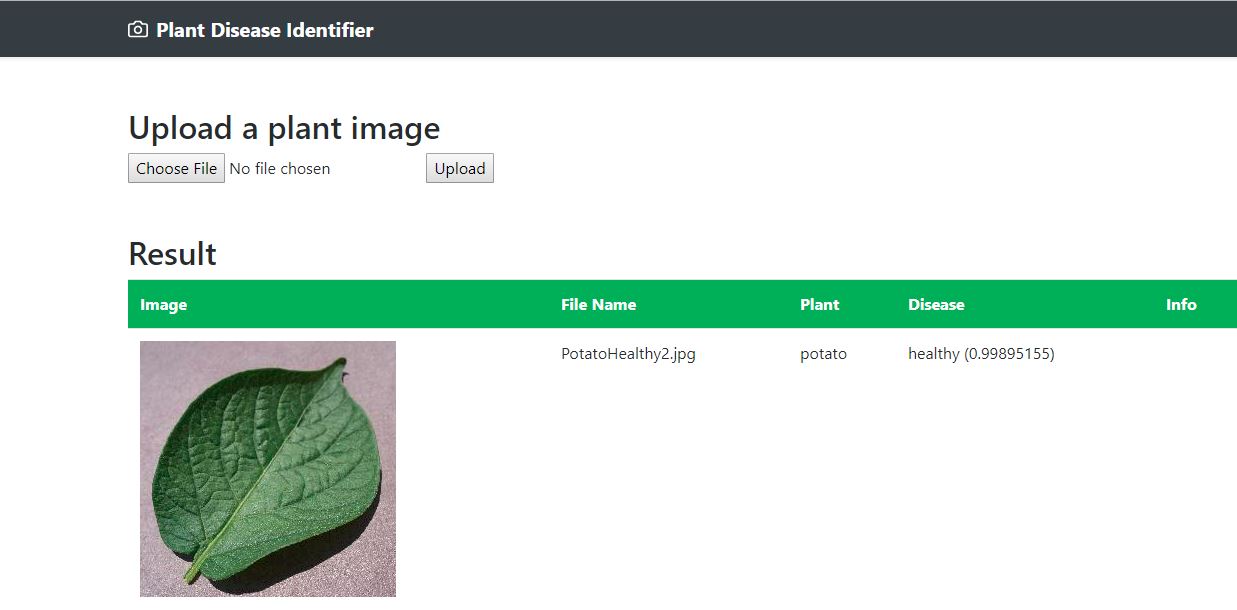 Plant Disease Identifier
Upload a plant image
Choose File No file chosen Upload
Result
Image File Name Plant Disease Info
PotatoHealthy2.jpg potato healthy (0.99895155)